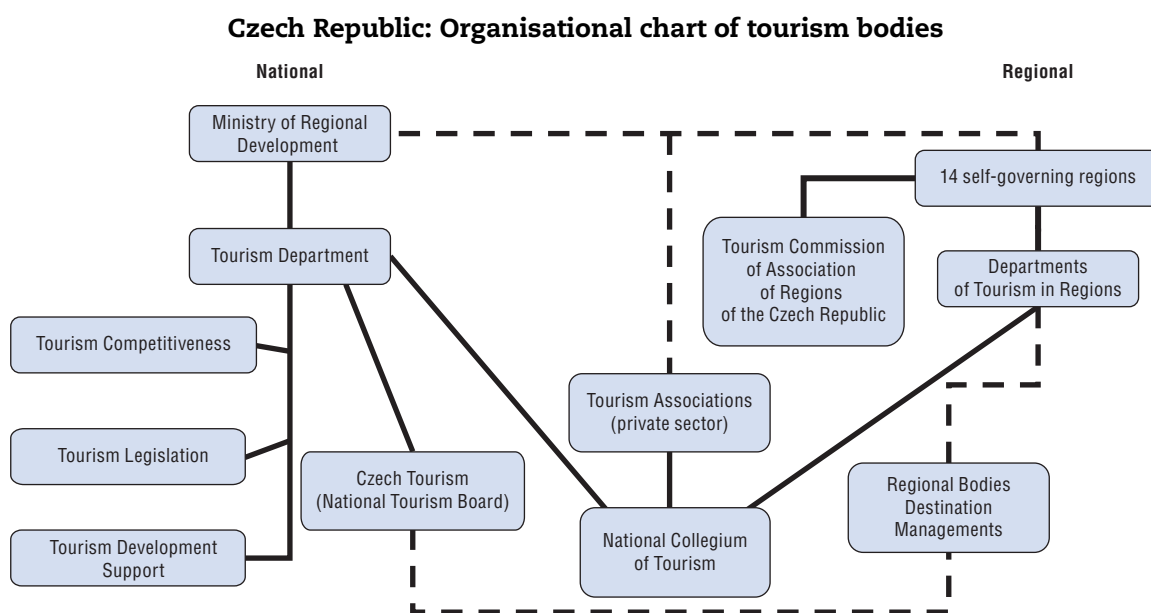 Czech Republic: Organisational chart of tourism bodies
National
Regional
Ministry of Regional
Development
14 self-governing regions
Tourism Department
Tourism Commission
of Association
of Regions
of the Czech Republic
Departments
of Tourism in Regions
Tourism Competitiveness
Tourism Associations
(private sector)
Tourism Legislation
Czech Tourism
(National Tourism Board)
Regional Bodies
Destination
Managements
National Collegium
of Tourism
Tourism Development
Support